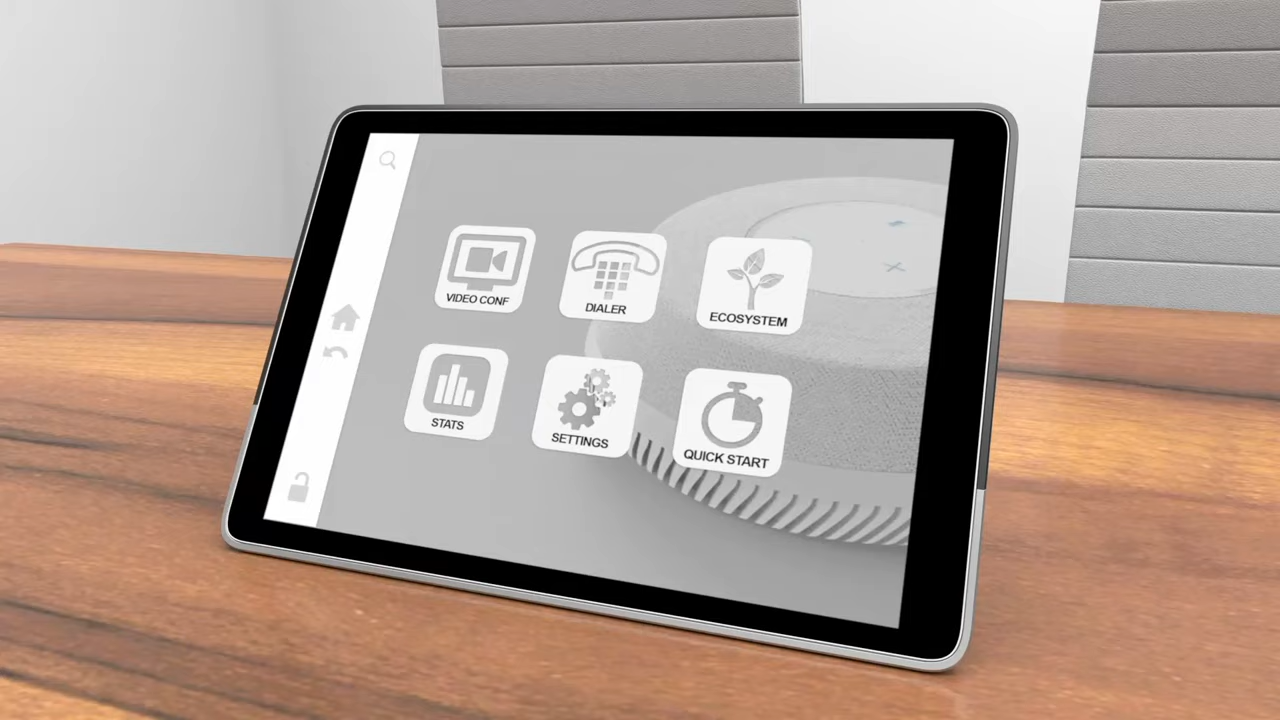 VIDEO CONF
DIALER
ECOSYSTEM
STATS
SETTINGS
QUICK START